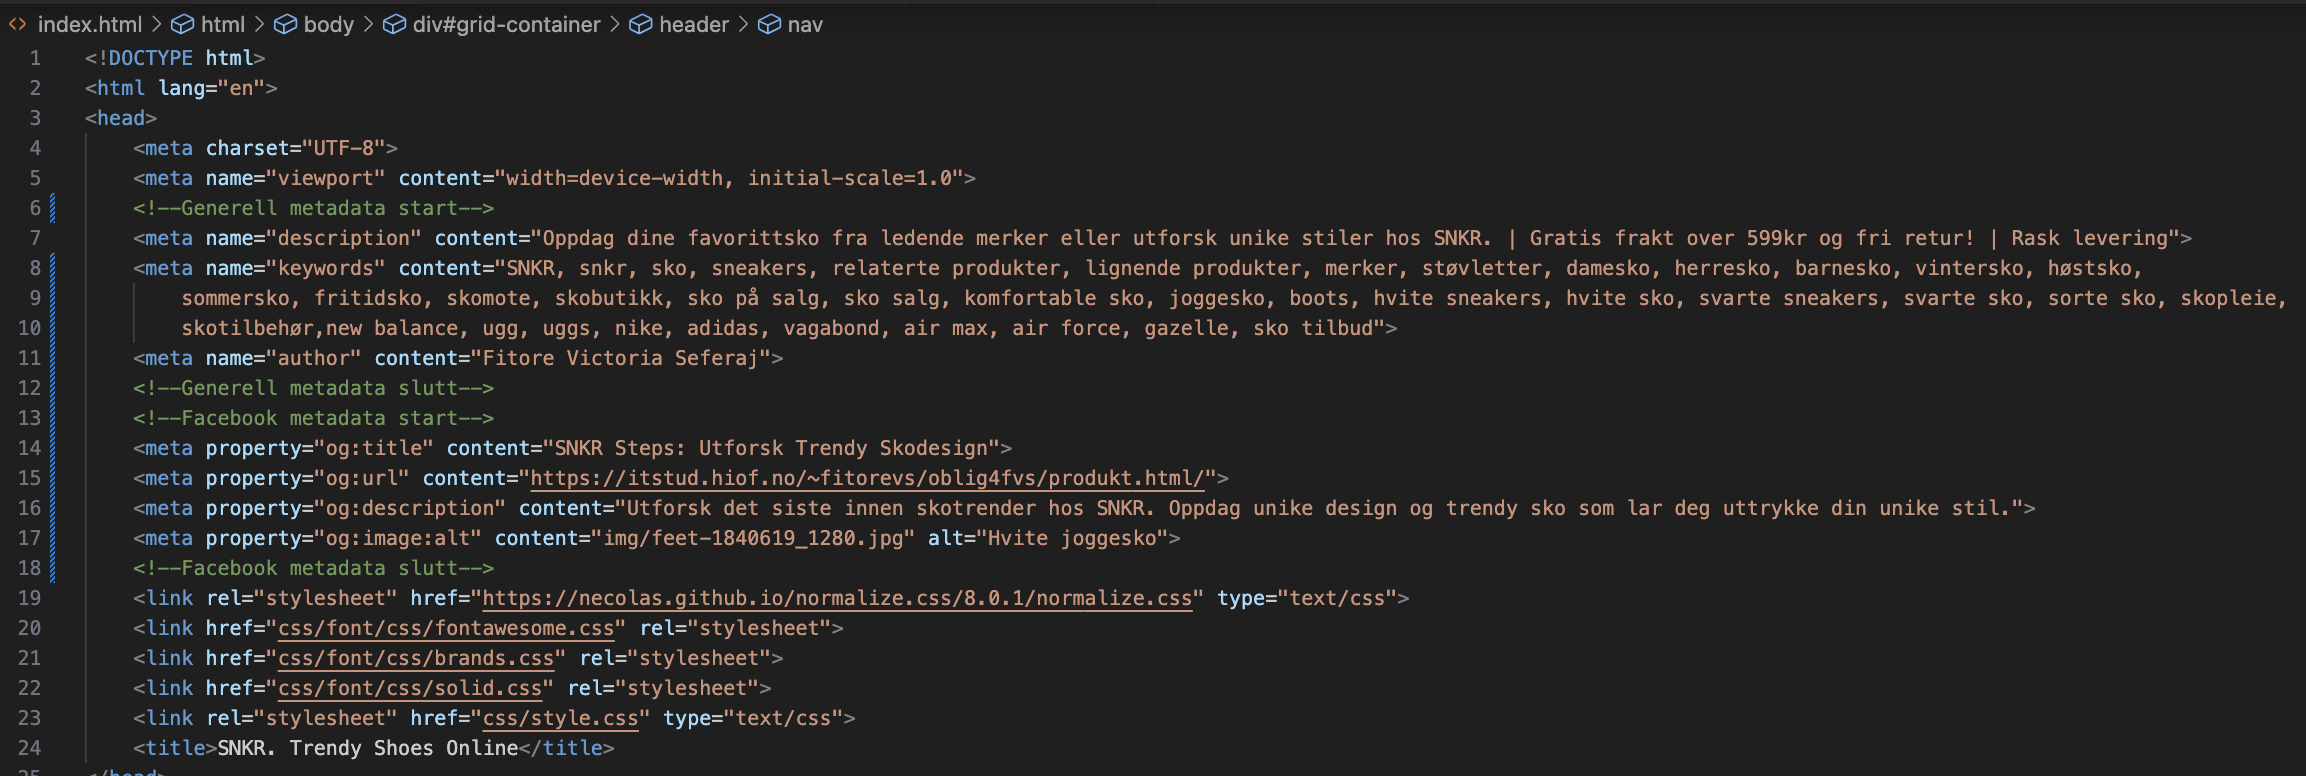 index.html > html > body > div#grid-container > header > nav
1 <!DOCTYPE html>
2 <html lang="en">
3 <head>
4 <meta charset="UTF-8">
5 <meta name="viewport" content="width=device-width, initial-scale=1.0">
6 <!--Generell metadata start-->
7 <meta name="description" content="Oppdag dine favorittsko fra ledende merker eller utforsk unike stiler hos SNKR. | Gratis frakt over 599kr og fri retur! | Rask levering">
8 <meta name="keywords" content="SNKR, snkr, sko, sneakers, relaterte produkter, lignende produkter, merker, støvletter, damesko, herresko, barnesko, vintersko, høstsko,
9 sommersko, fritidsko, skomote, skobutikk, sko på salg, sko salg, komfortable sko, joggesko, boots, hvite sneakers, hvite sko, svarte sneakers, svarte sko, sorte sko, skopleie,
10 skotilbehør,new balance, ugg, uggs, nike, adidas, vagabond, air max, air force, gazelle, sko tilbud">
11 <meta name="author" content="Fitore Victoria Seferaj">
12 <!--Generell metadata slutt-->
13 <!--Facebook metadata start-->
14 <meta property="og:title" content="SNKR Steps: Utforsk Trendy Skodesign">
15 <meta property="og:url" content="https://itstud.hiof.no/~fitorevs/oblig4fvs/produkt.html/">
16 <meta property="og:description" content="Utforsk det siste innen skotrender hos SNKR. Oppdag unike design og trendy sko som lar deg uttrykke din unike stil.">
17 <meta property="og:image:alt" content="img/feet-1840619_1280.jpg" alt="Hvite joggesko">
18 <!--Facebook metadata slutt-->
19 <link rel="stylesheet" href="https://necolas.github.io/normalize.css/8.0.1/normalize.css" type="text/css">
20 <link href="css/font/css/fontawesome.css" rel="stylesheet">
21 <link href="css/font/css/brands.css" rel="stylesheet">
22 <link href="css/font/css/solid.css" rel="stylesheet">
23 <link rel="stylesheet" href="css/style.css" type="text/css">
24 <title>SNKR. Trendy Shoes Online</title>
25 </head>